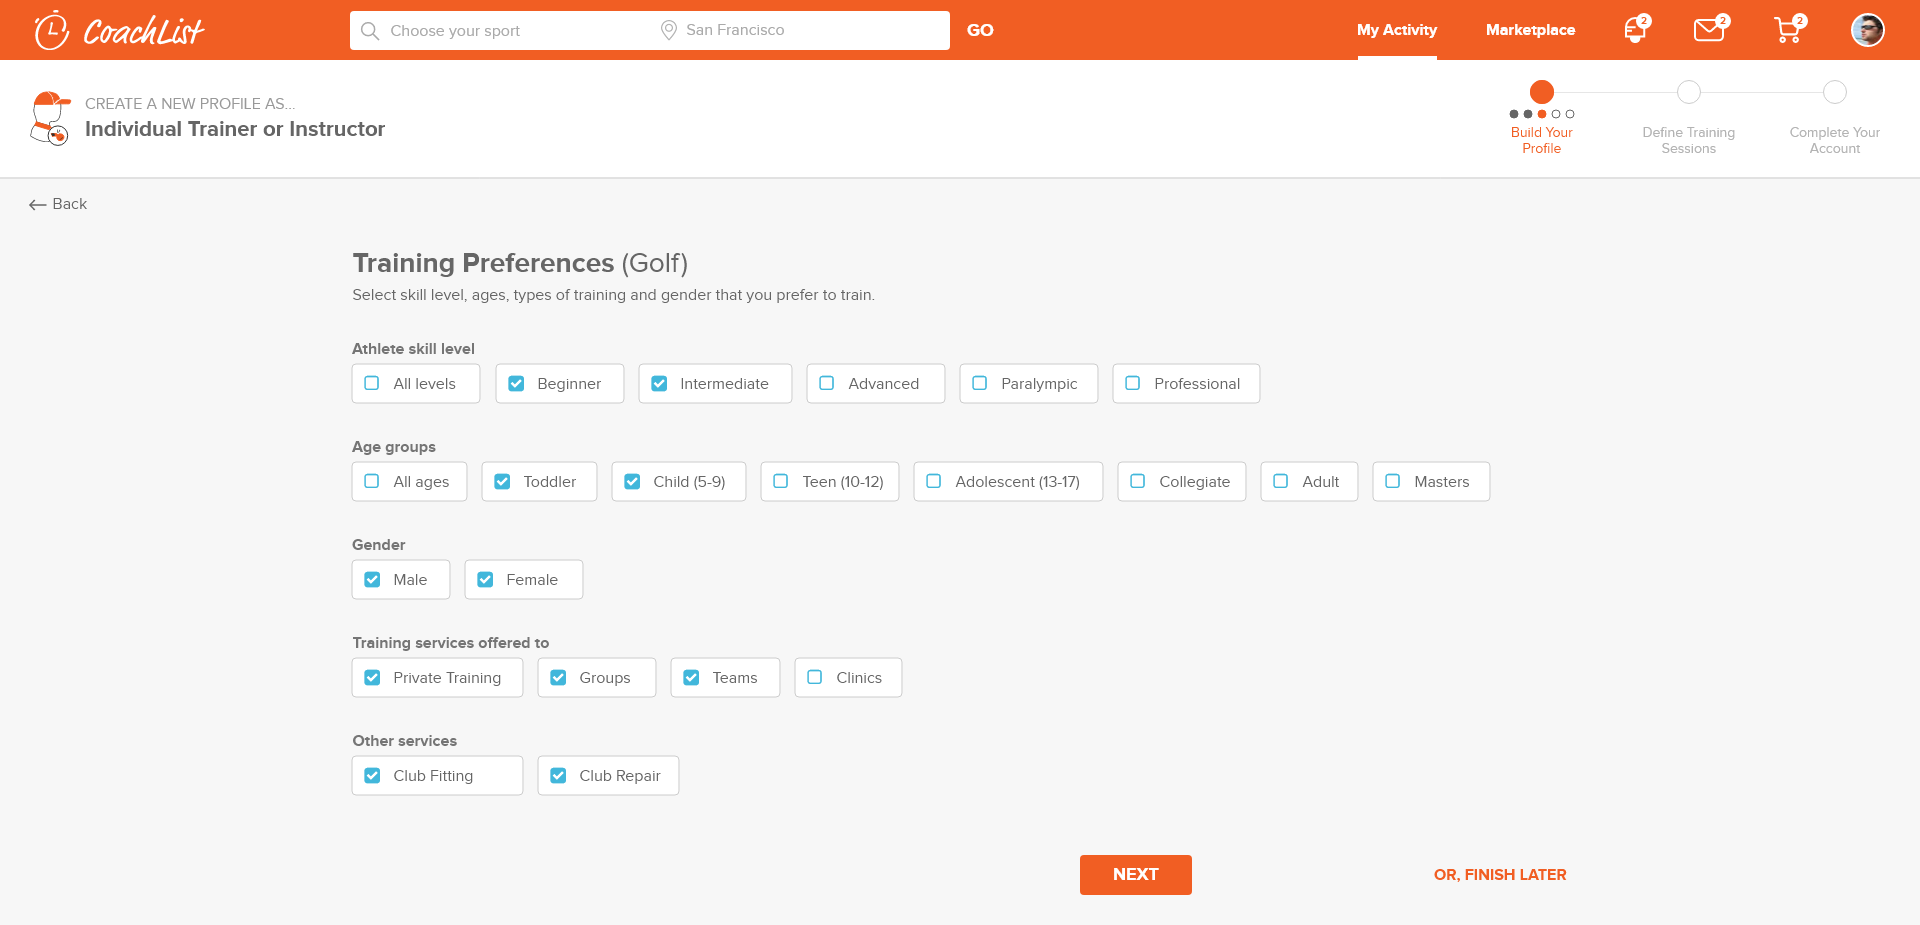 CoachList
Choose your sport
San Francisco
GO
My Activity
Marketplace
2
2
2
CREATE A NEW PROFILE AS...
Individual Trainer or Instructor
Build Your
Profile
Define Training
Sessions
Complete Your
Account
Back
Training Preferences (Golf)
Select skill level, ages, types of training and gender that you prefer to train.
Athlete skill level
All levels
Beginner
Intermediate
Advanced
Paralympic
Professional
Age groups
All ages
Toddler
Child (5-9)
Teen (10-12)
Adolescent (13-17)
Collegiate
Adult
Masters
Gender
Male
Female
Training services offered to
Private Training
Groups
Teams
Clinics
Other services
Club Fitting
Club Repair
NEXT
OR, FINISH LATER